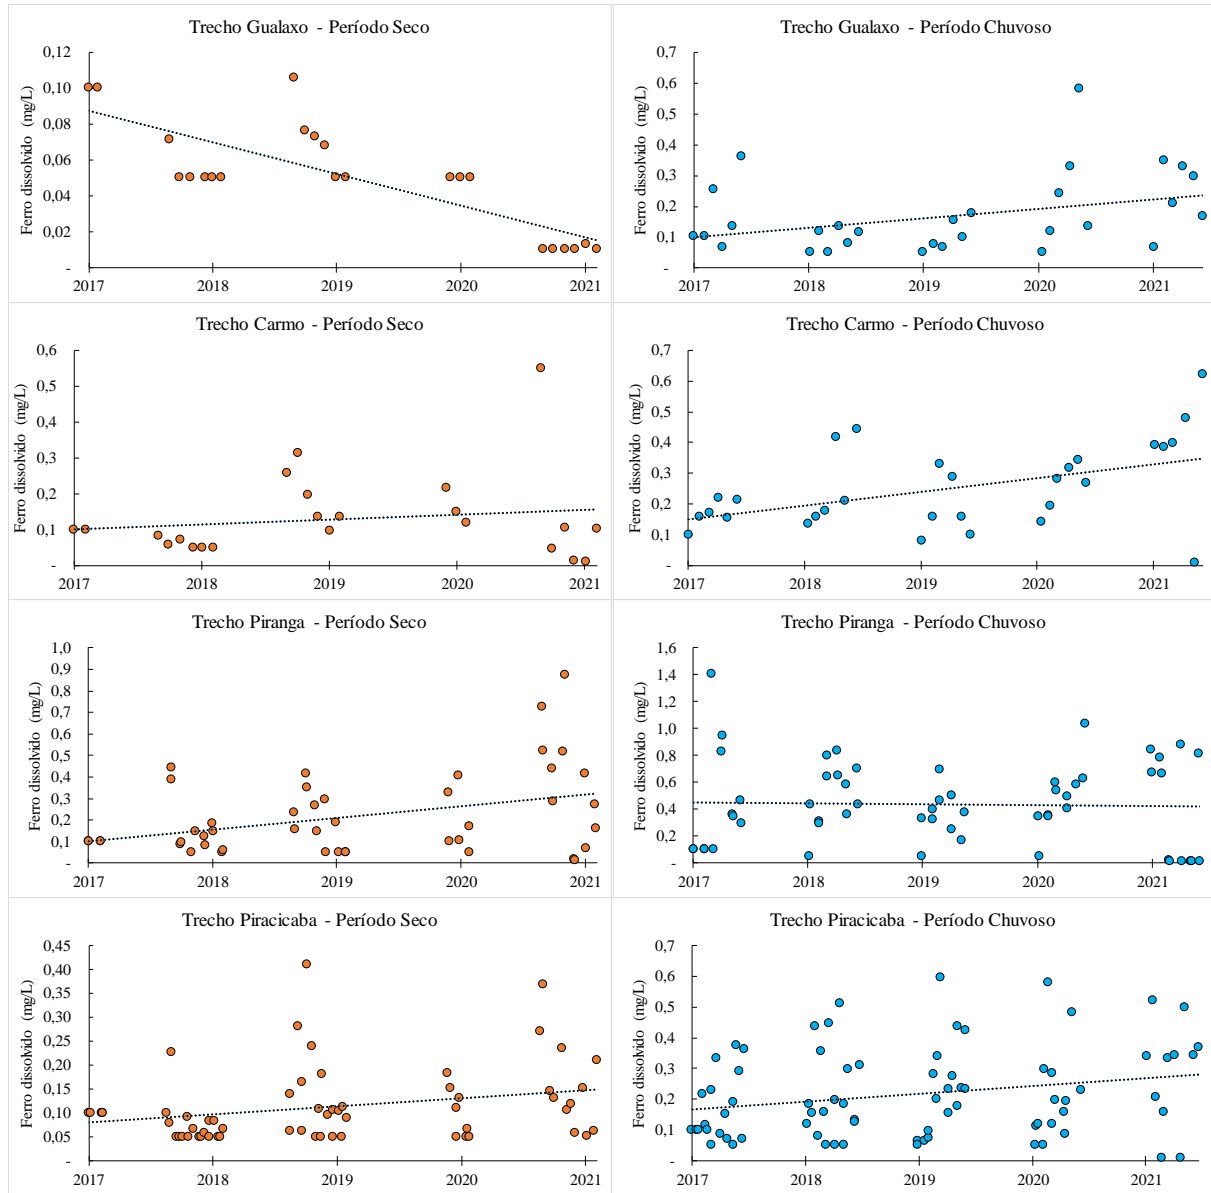 Trecho Gualaxo - Período Seco
Ferro dissolvido (mg/L)
0,12
0,10
0,08
0,06
0,04
0,02
-
2017 2018 2019 2020 2021
Trecho Gualaxo - Período Chuvoso
Ferro dissolvido (mg/L)
0,7
0,6
0,5
0,4
0,3
0,2
0,1
-
2017 2018 2019 2020 2021
Trecho Carmo - Período Seco
Ferro dissolvido (mg/L)
0,6
0,5
0,4
0,3
0,2
0,1
-
2017 2018 2019 2020 2021
Trecho Carmo - Período Chuvoso
Ferro dissolvido (mg/L)
0,7
0,6
0,5
0,4
0,3
0,2
0,1
-
2017 2018 2019 2020 2021
Trecho Piranga - Período Seco
Ferro dissolvido (mg/L)
1,0
0,9
0,8
0,7
0,6
0,5
0,4
0,3
0,2
0,1
-
2017 2018 2019 2020 2021
Trecho Piranga - Período Chuvoso
Ferro dissolvido (mg/L)
1,6
1,4
1,2
1,0
0,8
0,6
0,4
0,2
-
2017 2018 2019 2020 2021
Trecho Piracicaba - Período Seco
Ferro dissolvido (mg/L)
0,45
0,40
0,35
0,30
0,25
0,20
0,15
0,10
0,05
-
2017 2018 2019 2020 2021
Trecho Piracicaba - Período Chuvoso
Ferro dissolvido (mg/L)
0,7
0,6
0,5
0,4
0,3
0,2
0,1
-
2017 2018 2019 2020 2021